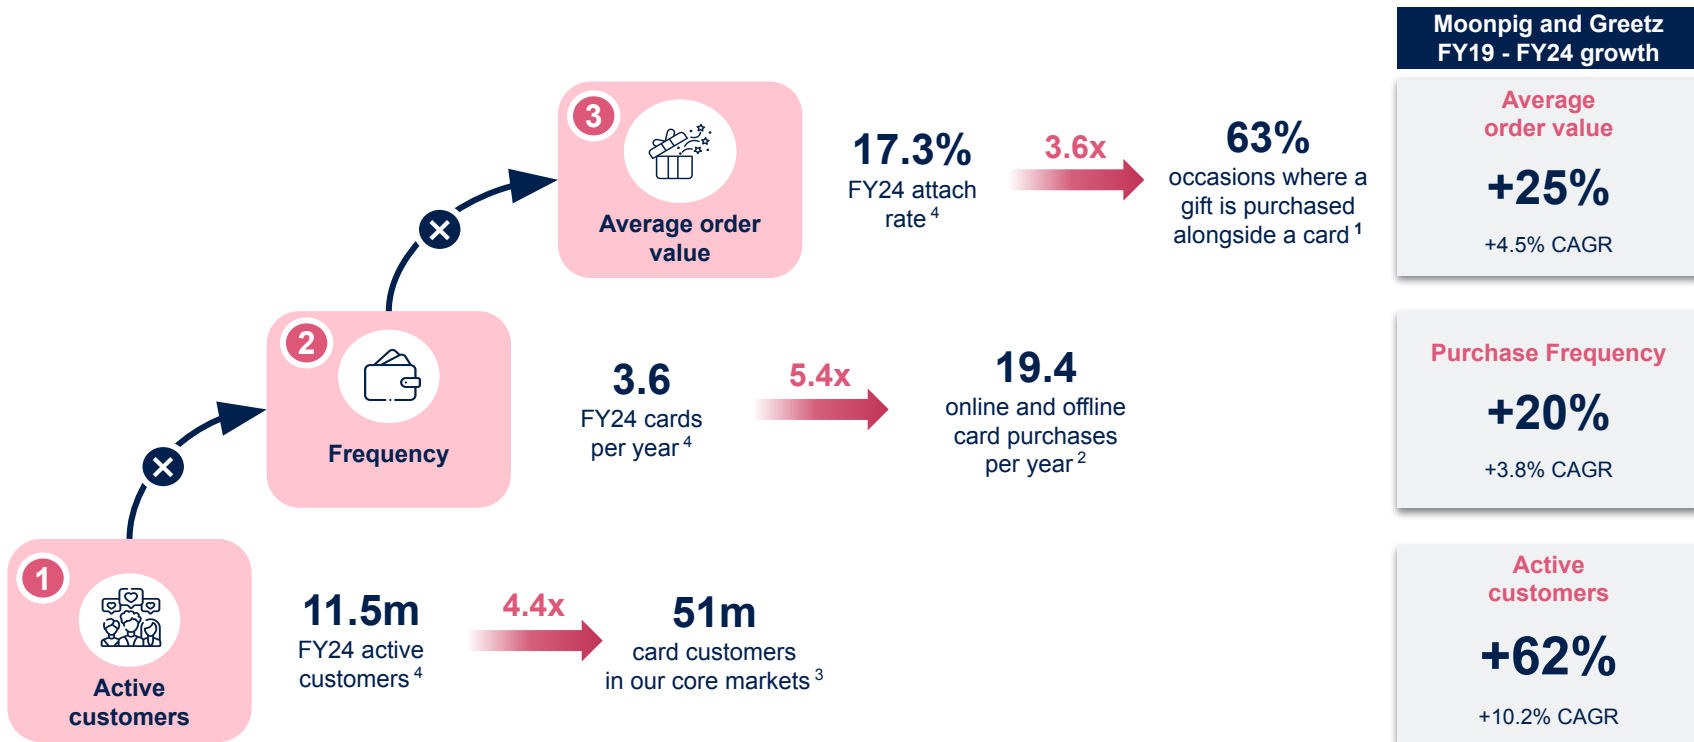 Moonpig and Greetz
FY19 - FY24 growth
3
Average order
value
17.3%
FY24 attach
rate 4
3.6x
63%
occasions where a
gift is purchased
alongside a card 1
Average
order value
+25%
+4.5% CAGR
2
Frequency
3.6
FY24 cards
per year 4
5.4x
19.4
online and offline
card purchases
per year 2
Purchase Frequency
+20%
+3.8% CAGR
1
Active
customers
11.5m
FY24 active
customers 4
4.4x
51m
card customers
in our core markets 3
Active
customers
+62%
+10.2% CAGR